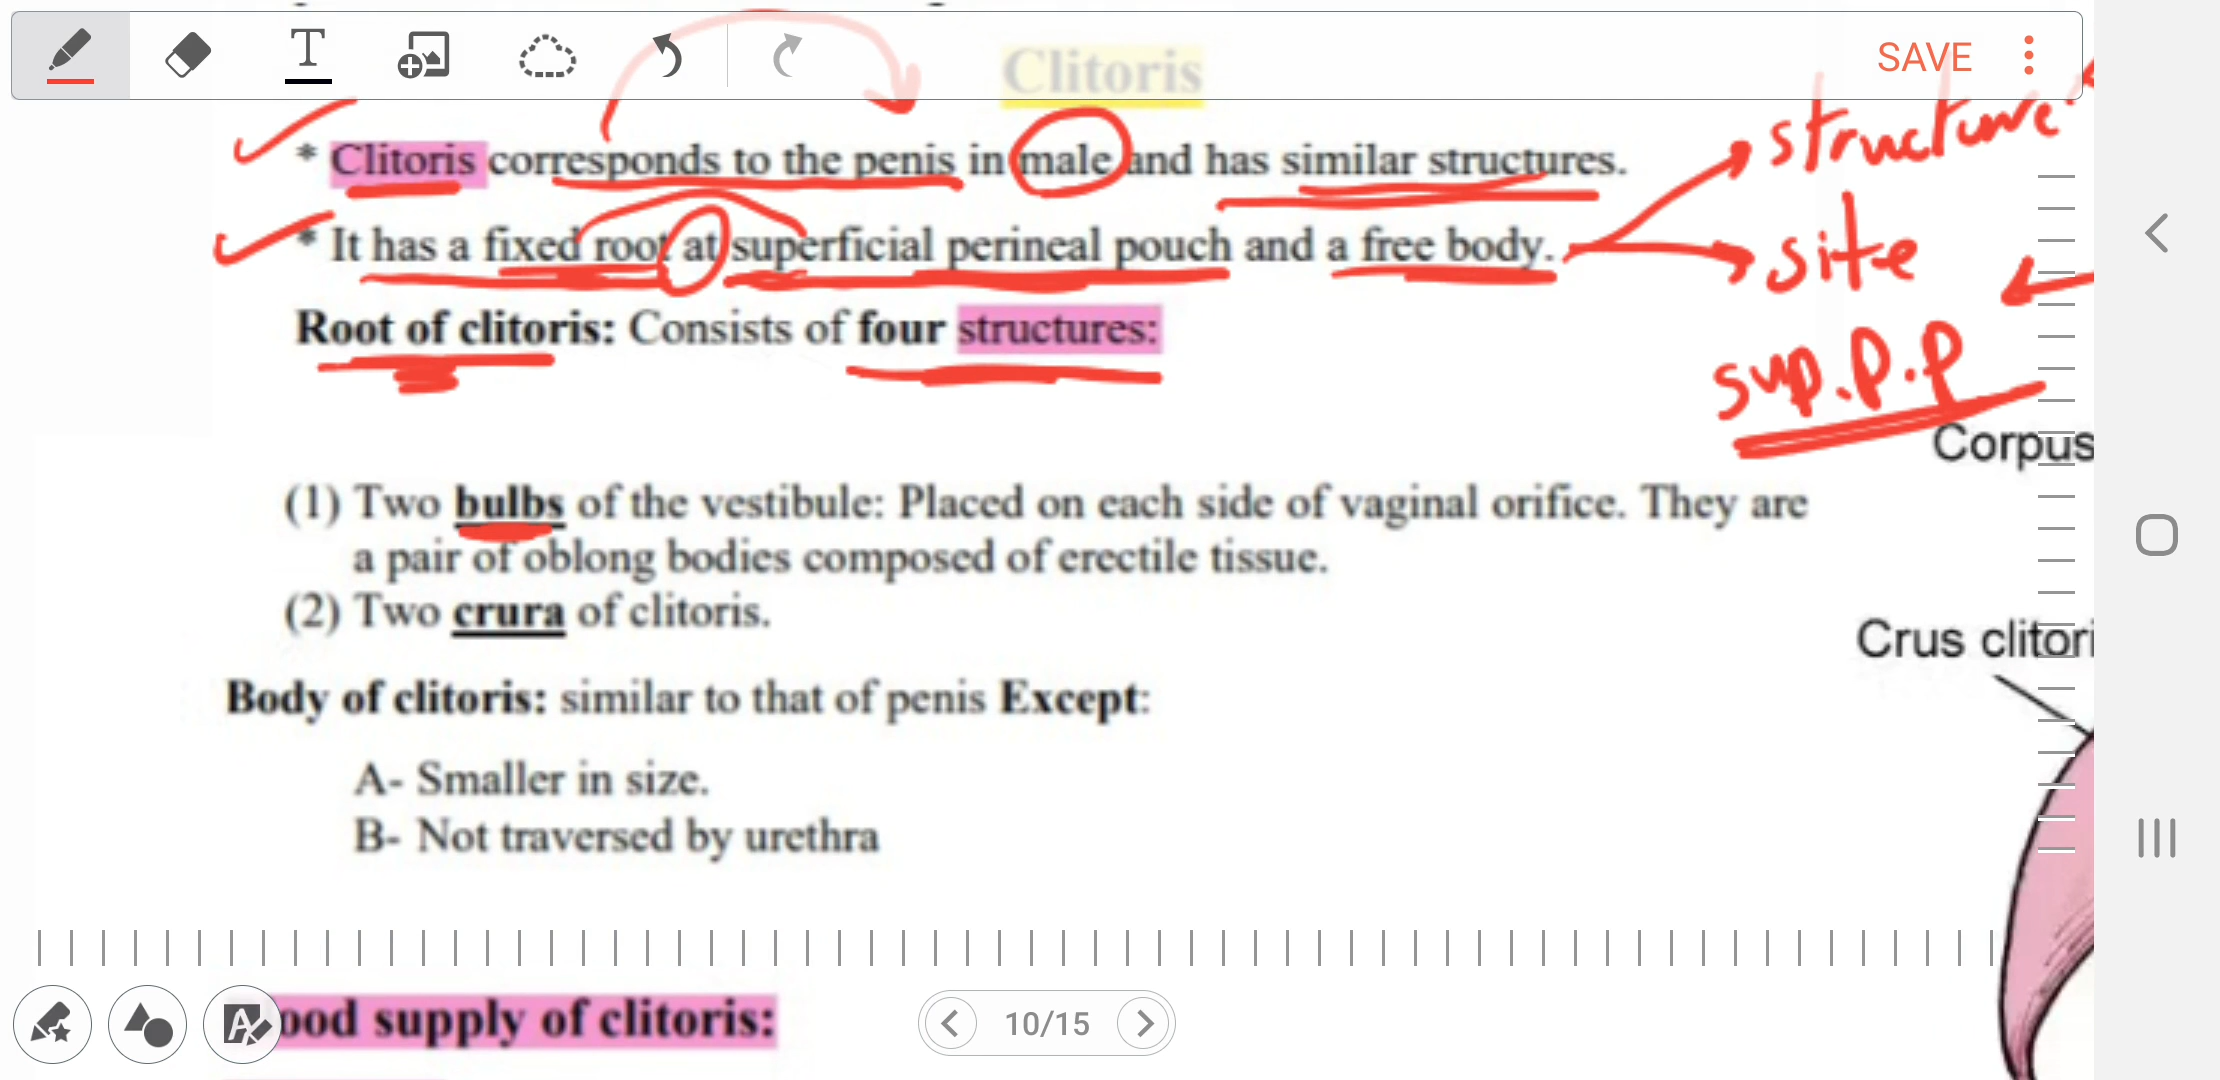 T
SAVE
Clitoris
* Clitoris corresponds to the penis in male and has similar structures.
structure
* It has a fixed root at superficial perineal pouch and a free body.
site
Root of clitoris: Consists of four structures:
sup.p.p
Corpus
(1) Two bulbs of the vestibule: Placed on each side of vaginal orifice. They are
a pair of oblong bodies composed of erectile tissue.
(2) Two crura of clitoris.
Crus clitori
Body of clitoris: similar to that of penis Except:
A- Smaller in size.
B- Not traversed by urethra
ood supply of clitoris:
10/15